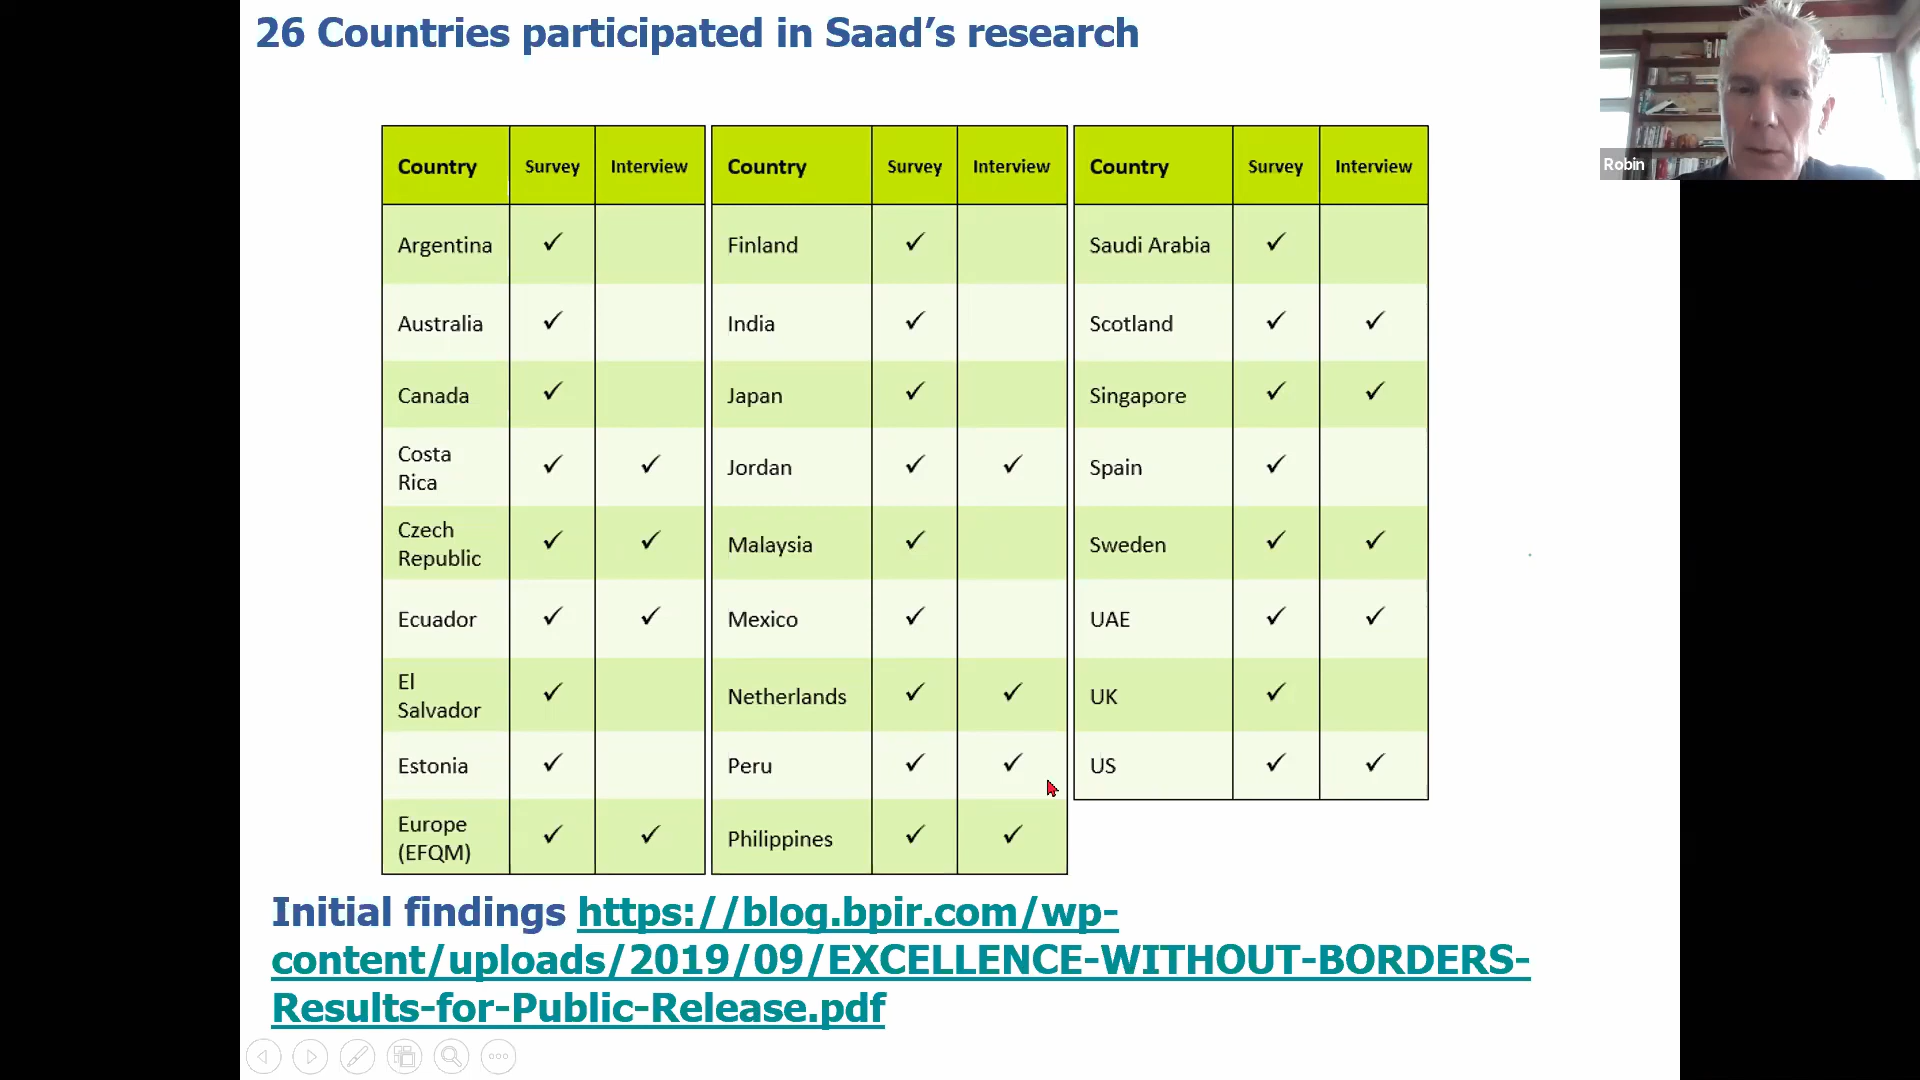 26 Countries participated in Saad’s research
Robin
Country Survey Interview
Argentina ✓
Australia ✓
Canada ✓
Costa
Rica ✓ ✓
Czech
Republic ✓ ✓
Ecuador ✓ ✓
El
Salvador ✓
Estonia ✓
Europe
(EFQM) ✓ ✓
Country Survey Interview
Finland ✓
India ✓
Japan ✓
Jordan ✓ ✓
Malaysia ✓
Mexico ✓
Netherlands ✓ ✓
Peru ✓ ✓
Philippines ✓ ✓
Country Survey Interview
Saudi Arabia ✓
Scotland ✓ ✓
Singapore ✓ ✓
Spain ✓
Sweden ✓ ✓
UAE ✓ ✓
UK ✓
US ✓ ✓
Initial findings https://blog.bpir.com/wp-
content/uploads/2019/09/EXCELLENCE-WITHOUT-BORDERS-
Results-for-Public-Release.pdf